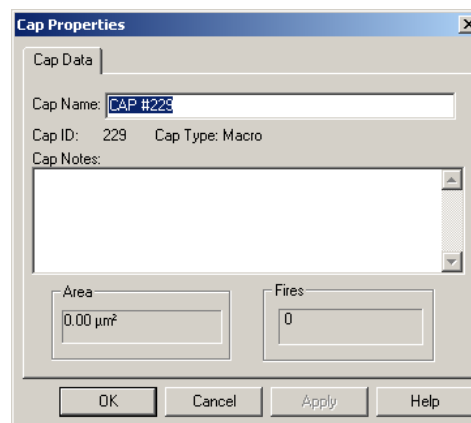 Cap Properties
Cap Data
Cap Name: CAP #229
Cap ID: 229 Cap Type: Macro
Cap Notes:
Area Fires
0.00 µm² 0
OK Cancel Apply Help